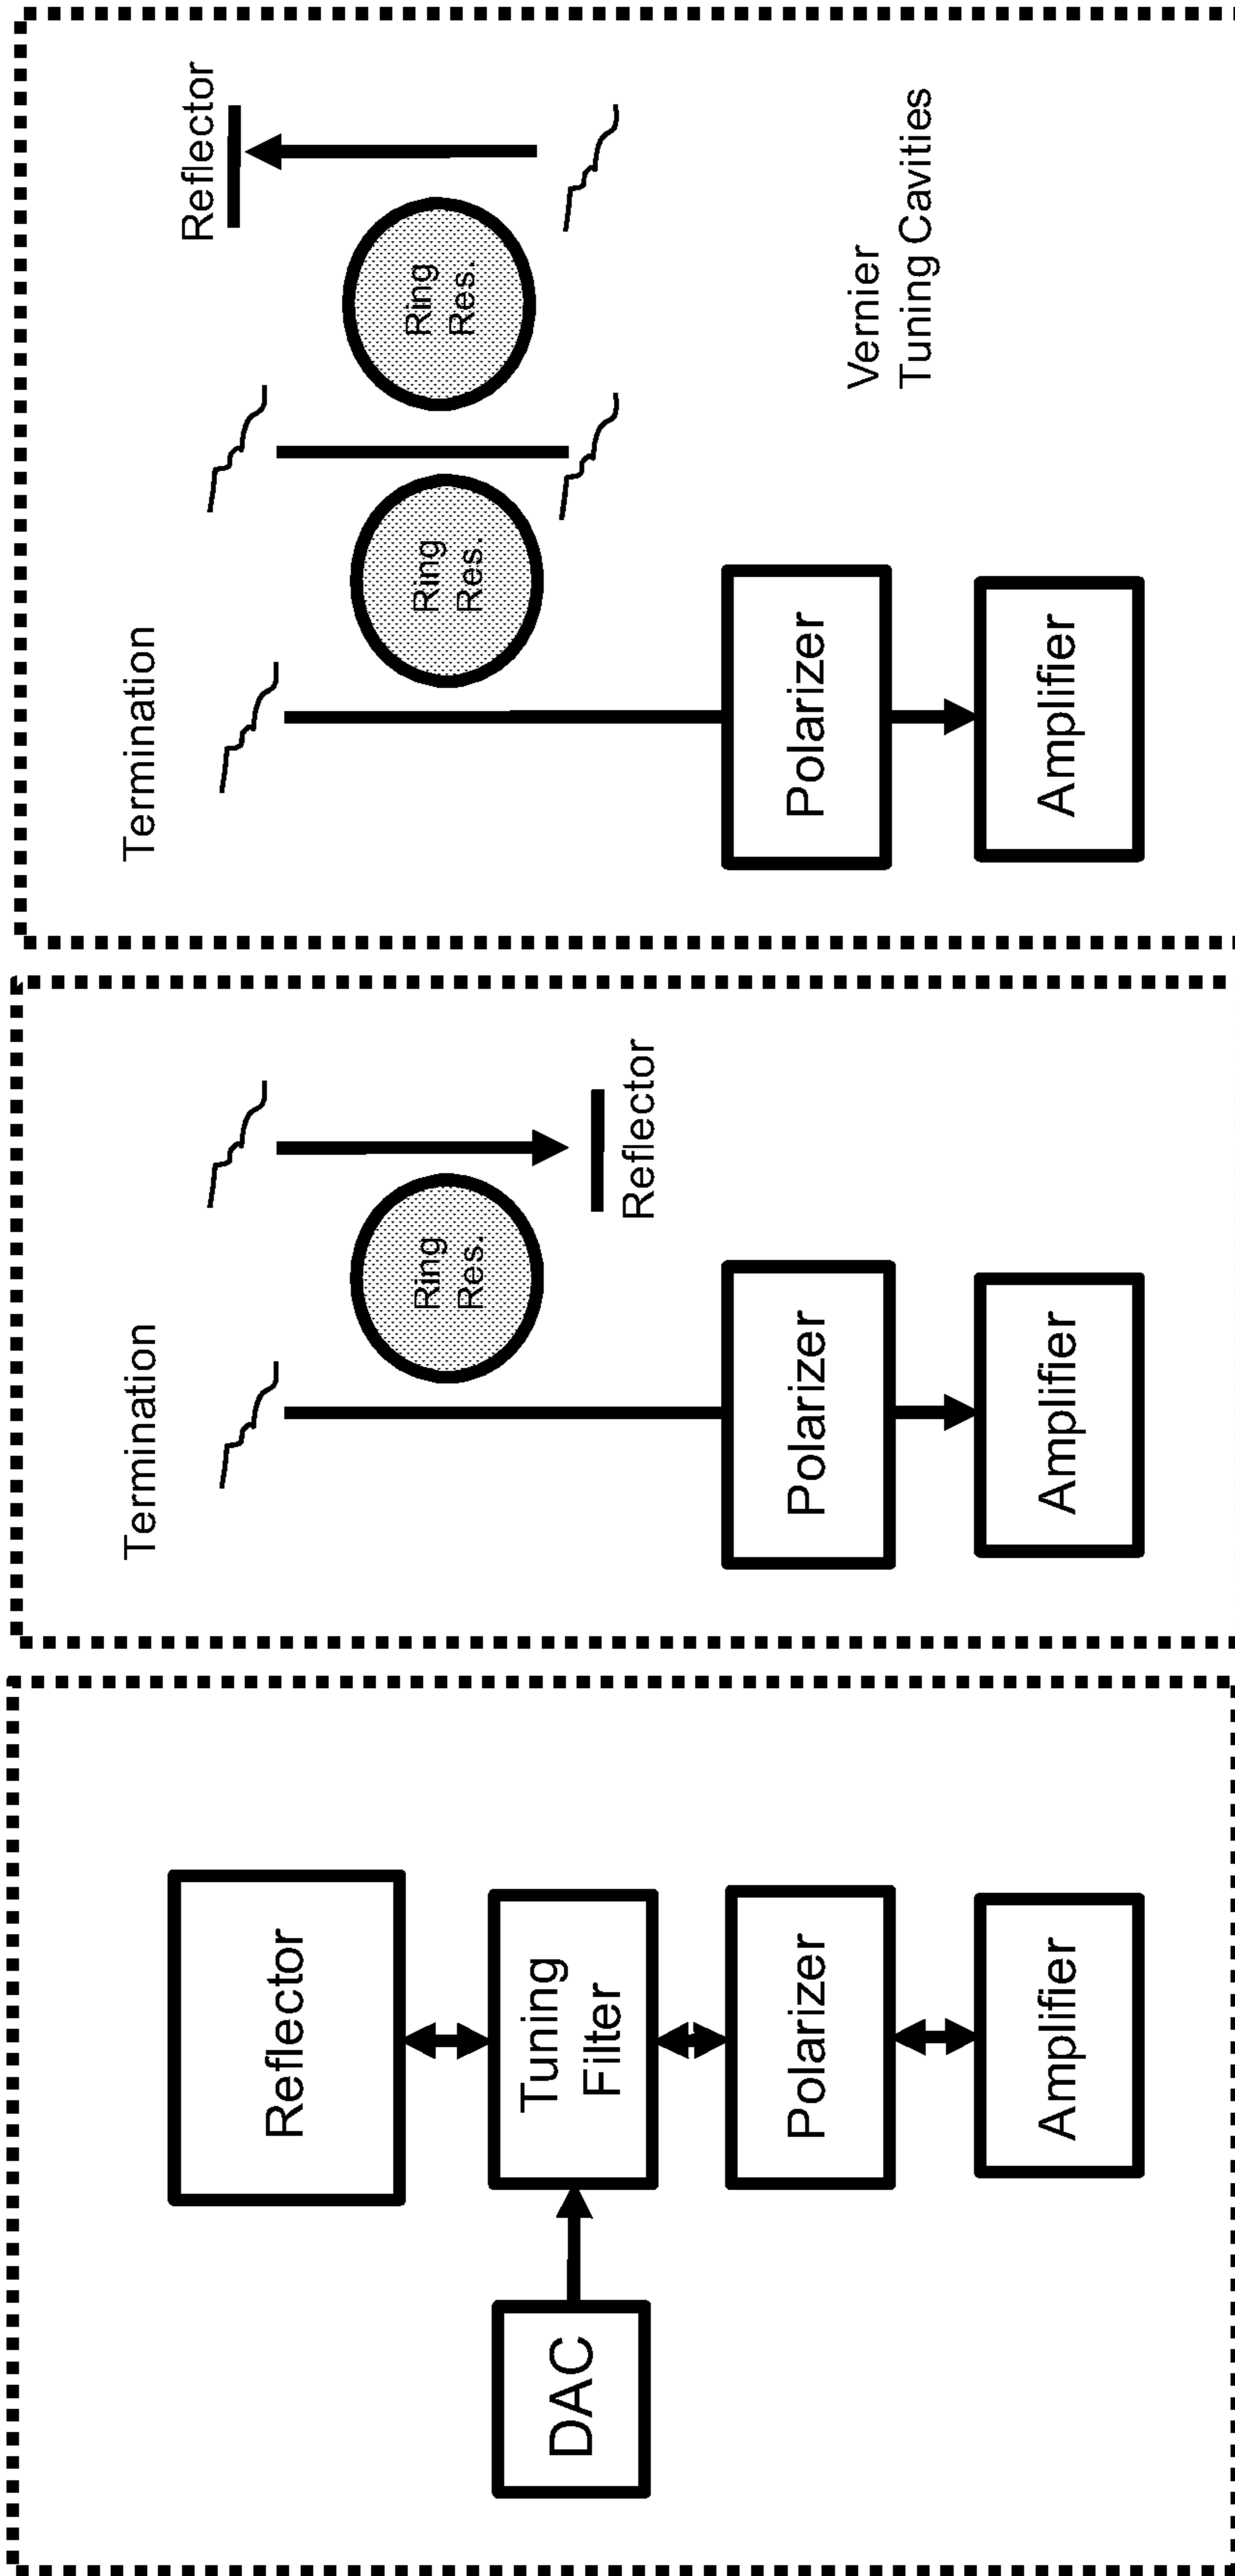 Reflector
DAC
Tuning
Filter
Polarizer
Amplifier
Termination
Ring
Res.
Reflector
Polarizer
Amplifier
Termination
Reflector
Ring
Res.
Ring
Res.
Vernier
Tuning Cavities
Polarizer
Amplifier